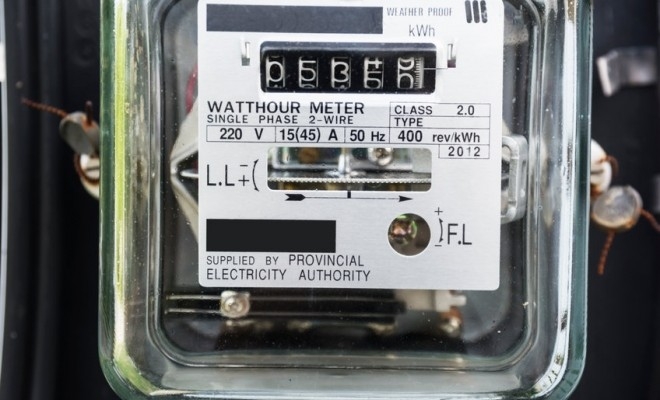 WEATHER PROOF
kWh
WATTHOUR METER
SINGLE PHASE 2-WIRE
220 V 15(45) A 50 Hz
CLASS 2.0
TYPE
400 rev/kWh
2012
L.L
−
+
+
F.L
−
SUPPLIED BY PROVINCIAL
ELECTRICITY AUTHORITY